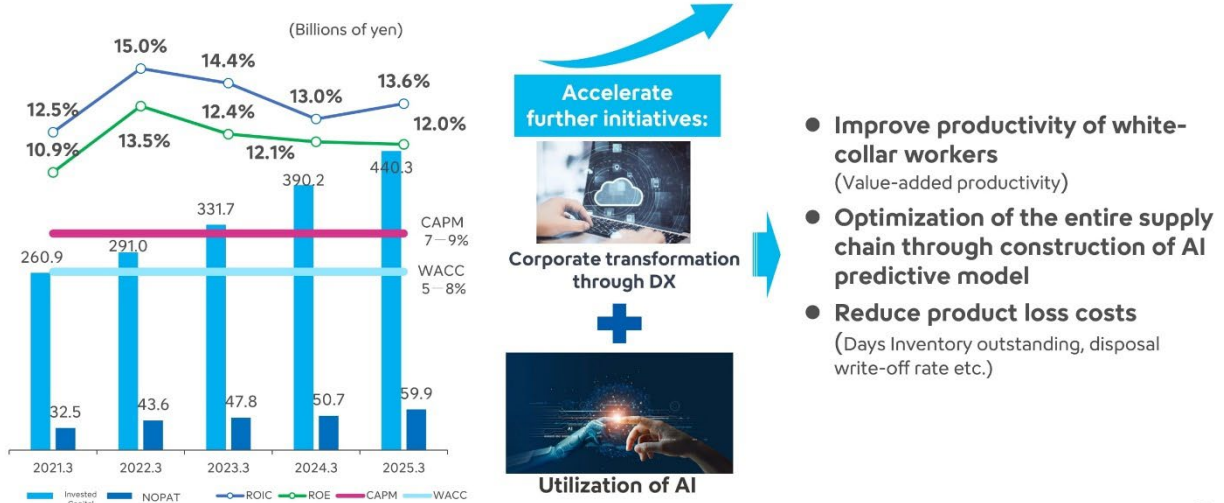 (Billions of yen)
15.0%
14.4%
13.6%
13.0%
12.5%
12.4%
12.0%
10.9%
13.5%
12.1%
440.3
390.2
331.7
291.0
260.9
CAPM
7－9%
WACC
5－8%
32.5
43.6
47.8
50.7
59.9
2021.3
2022.3
2023.3
2024.3
2025.3
Invested
NOPAT
ROIC
ROE
CAPM
WACC
Accelerate
further initiatives:
Corporate transformation
through DX
Utilization of AI
● Improve productivity of white-
collar workers
(Value-added productivity)
● Optimization of the entire supply
chain through construction of AI
predictive model
● Reduce product loss costs
(Days Inventory outstanding, disposal
write-off rate etc.)